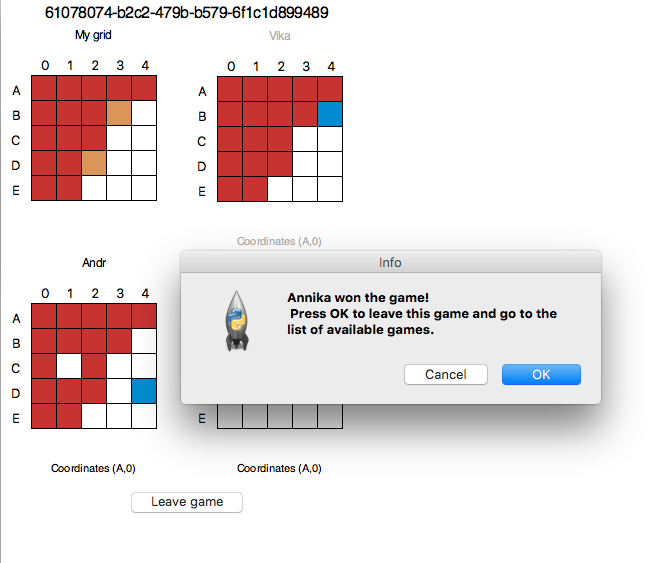 61078074-b2c2-479b-b579-6f1c1d899489
My grid
Vika
0 1 2 3 4
A
B
C
D
E
0 1 2 3 4
A
B
C
D
E
Coordinates (A,0)
Andr
0 1 2 3 4
A
B
C
D
E
Info
Annika won the game!
Press OK to leave this game and go to the
list of available games.
Cancel
OK
E
Coordinates (A,0)
Coordinates (A,0)
Leave game